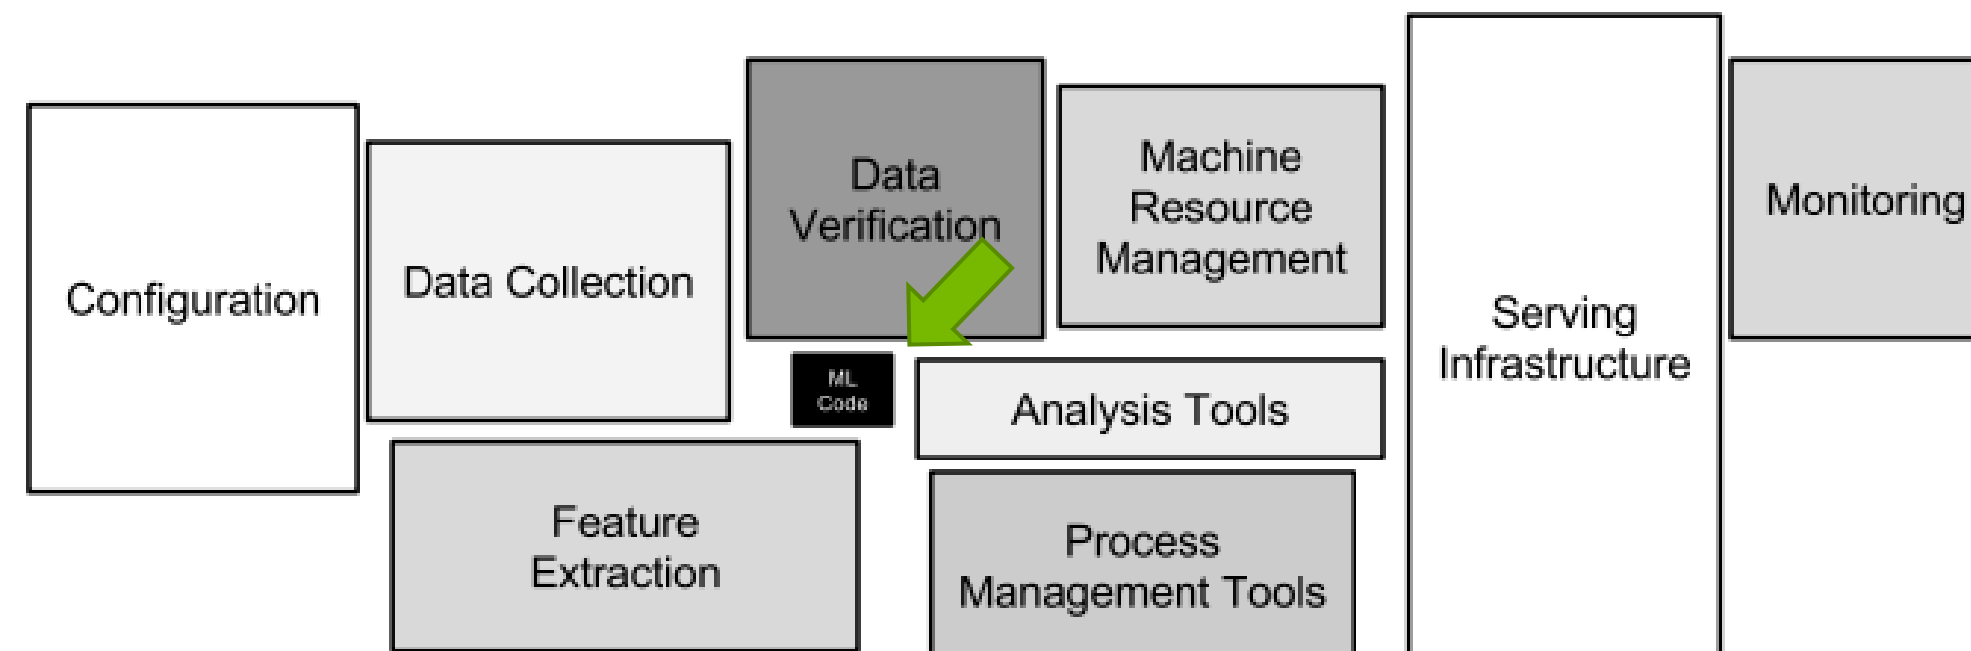 Configuration
Data Collection
Data
Verification
Machine
Resource
Management
Serving
Infrastructure
Monitoring
ML
Code
Analysis Tools
Feature
Extraction
Process
Management Tools